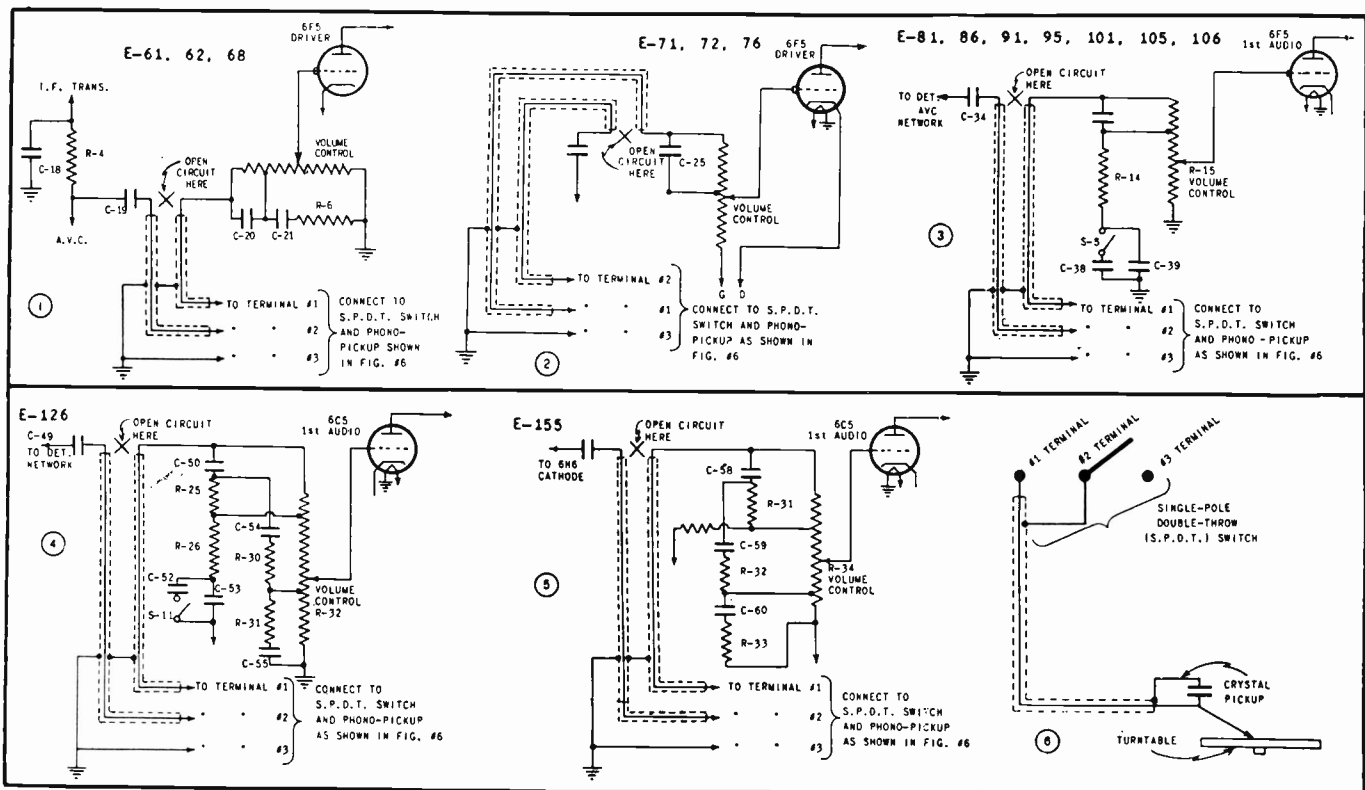 E-61, 62, 68
6F5
DRIVER
I.F. TRANS.
C-18
R-4
A.V.C.
C-19
OPEN
CIRCUIT
HERE
VOLUME
CONTROL
R-6
C-20
C-21
1
TO TERMINAL #1
" " #2
" " #3
CONNECT TO
S.P.D.T. SWITCH
AND PHONO-
PICKUP SHOWN
IN FIG. #6
E-71, 72, 76
6F5
DRIVER
OPEN
CIRCUIT
HERE
C-25
VOLUME
CONTROL
G D
2
TO TERMINAL #2
" " #1
" " #3
CONNECT TO S.P.D.T.
SWITCH AND PHONO-
PICKUP AS SHOWN IN
FIG. #6
E-81, 86, 91, 95, 101, 105, 106
6F5
1st AUDIO
OPEN CIRCUIT
HERE
TO DET.
AVC
NETWORK
C-34
R-14
R-15
VOLUME
CONTROL
S-5
C-38
C-39
3
TO TERMINAL #1
" " #2
" " #3
CONNECT TO
S.P.D.T. SWITCH
AND PHONO-PICKUP
AS SHOWN IN FIG #6
E-126
C-49
TO DET.
NETWORK
OPEN CIRCUIT
HERE
6C5
1st AUDIO
C-50
R-25
C-54
R-26
R-30
C-52
C-53
S-11
R-31
C-55
VOLUME
CONTROL
R-32
4
TO TERMINAL #1
" " #2
" " #3
CONNECT TO
S.P.D.T. SWITCH
AND PHONO-PICKUP
AS SHOWN IN FIG. #6
E-155
OPEN CIRCUIT
HERE
TO 6H6
CATHODE
6C5
1st AUDIO
C-58
R-31
C-59
R-32
C-60
R-33
R-34
VOLUME
CONTROL
5
TO TERMINAL #1
" " #2
" " #3
CONNECT TO
S.P.D.T. SWITCH
AND PHONO-PICKUP
AS SHOWN IN FIG #6
#1 TERMINAL
#2 TERMINAL
#3 TERMINAL
SINGLE-POLE
DOUBLE-THROW
(S.P.D.T.) SWITCH
6
CRYSTAL
PICKUP
TURNTABLE